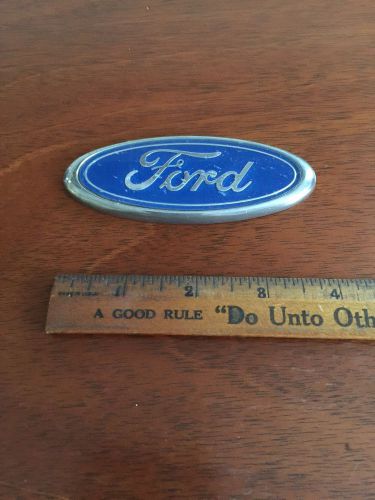 Ford
1 2 3 4
A GOOD RULE "Do Unto Oth